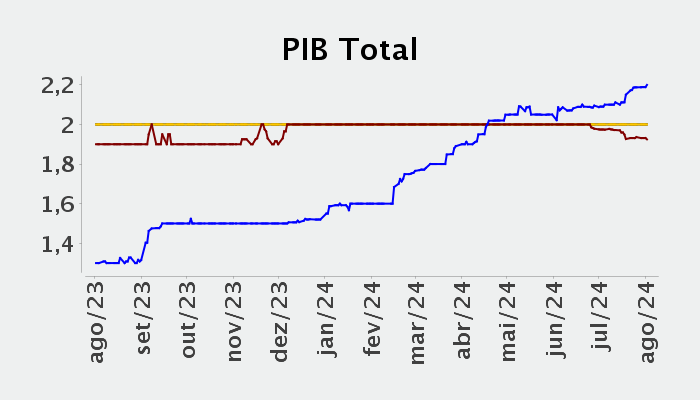 PIB Total
2,2
2
1,8
1,6
1,4
ago/23
set/23
out/23
nov/23
dez/23
jan/24
fev/24
mar/24
abr/24
mai/24
jun/24
jul/24
ago/24